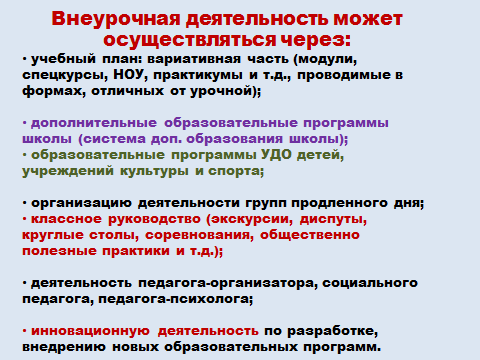 Внеурочная деятельность может
осуществляться через:
· учебный план: вариативная часть (модули,
спецкурсы, НОУ, практикумы и т.д., проводимые в
формах, отличных от урочной);
· дополнительные образовательные программы
школы (система доп. образования школы);
· образовательные программы УДО детей,
учреждений культуры и спорта;
· организацию деятельности групп продленного дня;
· классное руководство (экскурсии, диспуты,
круглые столы, соревнования, общественно
полезные практики и т.д.);
· деятельность педагога-организатора, социального
педагога, педагога-психолога;
· инновационную деятельность по разработке,
внедрению новых образовательных программ.